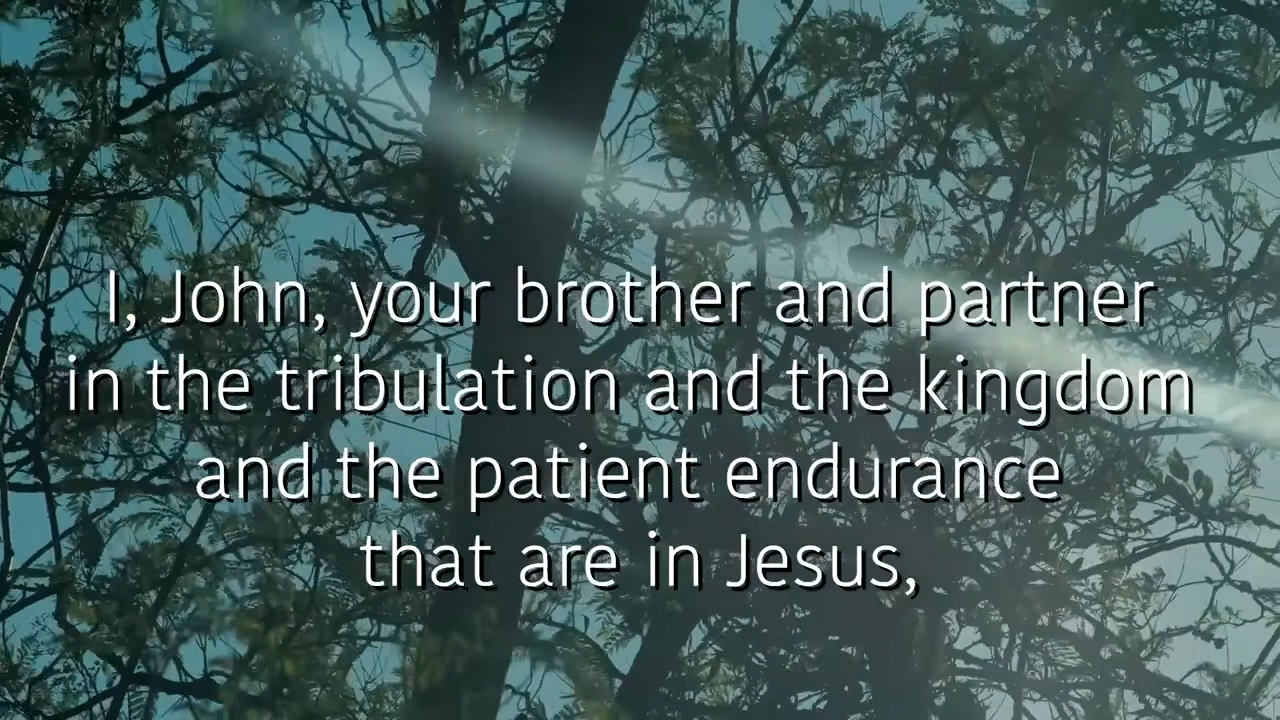 I, John, your brother and partner
in the tribulation and the kingdom
and the patient endurance
that are in Jesus,